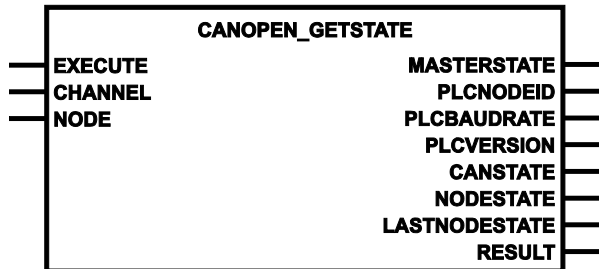 CANOPEN_GETSTATE
EXECUTE MASTERSTATE
CHANNEL PLCNODEID
NODE PLCBAUDRATE
PLCVERSION
CANSTATE
NODESTATE
LASTNODESTATE
RESULT